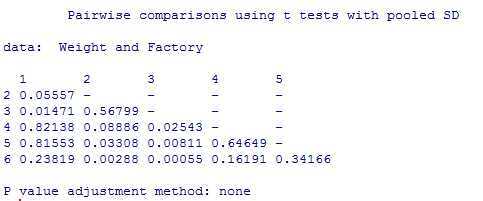 Pairwise comparisons using t tests with pooled SD
data:  Weight and Factory
  1       2       3       4       5
2 0.05557 -       -       -       -
3 0.01471 0.56799 -       -       -
4 0.82138 0.08886 0.02543 -       -
5 0.81553 0.03308 0.00811 0.64649 -
6 0.23819 0.00288 0.00055 0.16191 0.34166
P value adjustment method: none